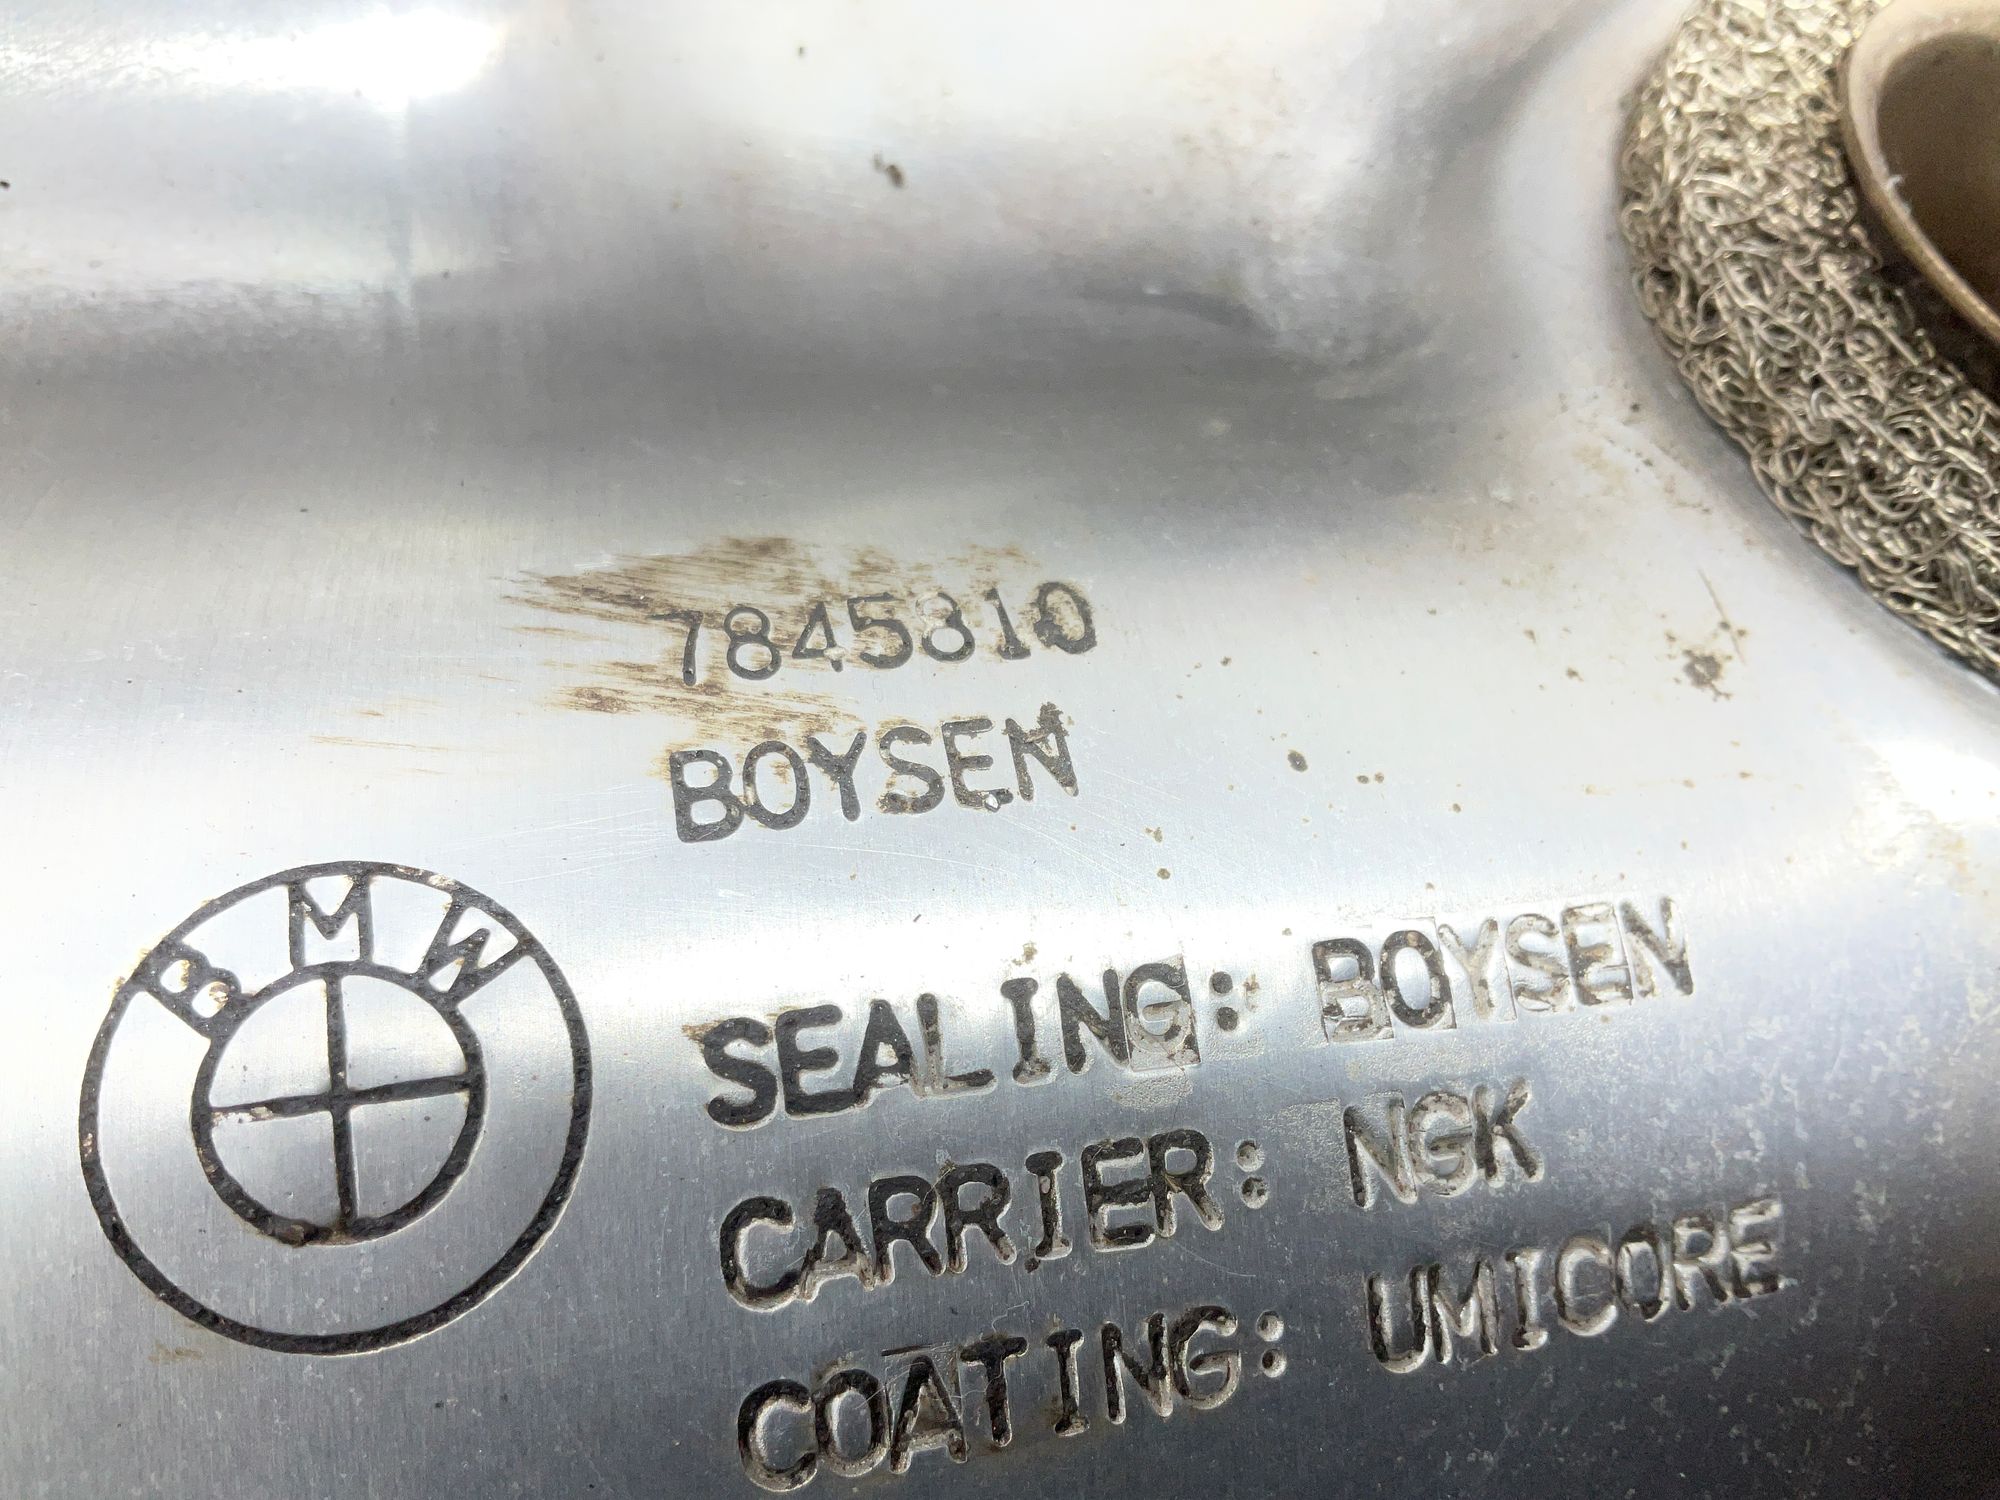 7845810
BOYSEN
BMW
SEALING: BOYSEN
CARRIER: NGK
COATING: UMICORE